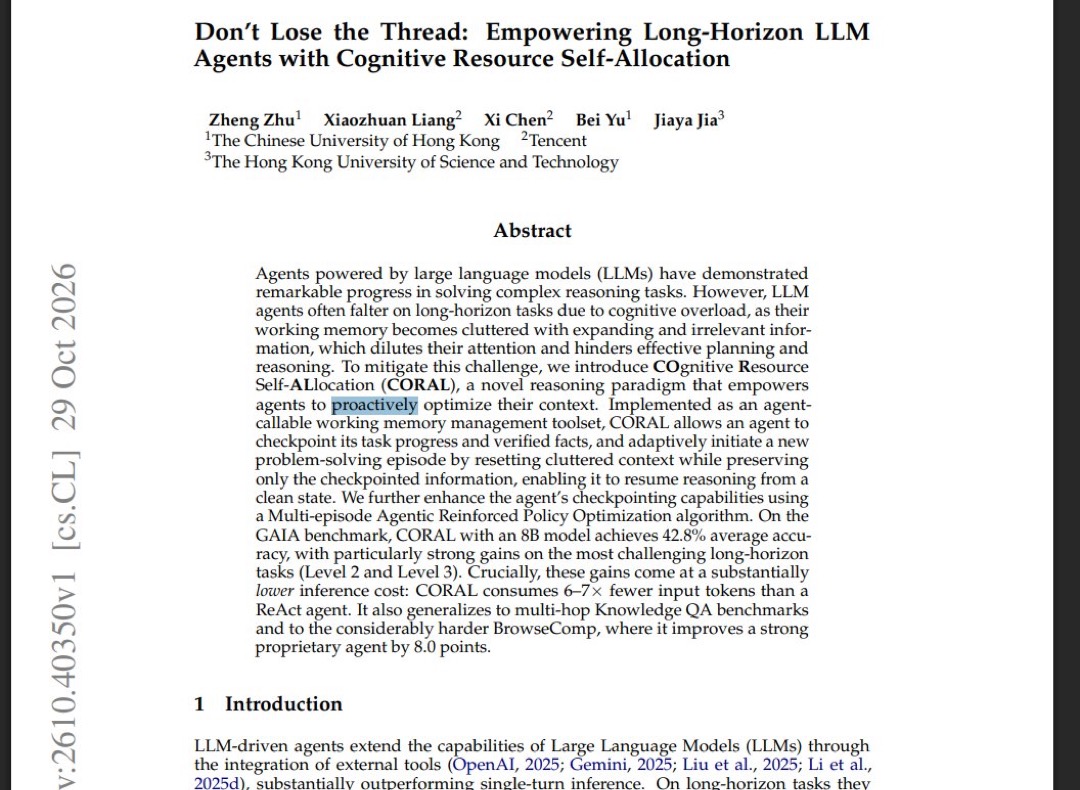 Don't Lose the Thread: Empowering Long-Horizon LLM
Agents with Cognitive Resource Self-Allocation
Zheng Zhu1 Xiaozhuan Liang2 Xi Chen2 Bei Yu1 Jiaya Jia3
1The Chinese University of Hong Kong 2Tencent
3The Hong Kong University of Science and Technology
Abstract
Agents powered by large language models (LLMs) have demonstrated
remarkable progress in solving complex reasoning tasks. However, LLM
agents often falter on long-horizon tasks due to cognitive overload, as their
working memory becomes cluttered with expanding and irrelevant infor-
mation, which dilutes their attention and hinders effective planning and
reasoning. To mitigate this challenge, we introduce COgnitive Resource
Self-ALlocation (CORAL), a novel reasoning paradigm that empowers
agents to proactively optimize their context. Implemented as an agent-
callable working memory management toolset, CORAL allows an agent to
checkpoint its task progress and verified facts, and adaptively initiate a new
problem-solving episode by resetting cluttered context while preserving
only the checkpointed information, enabling it to resume reasoning from a
clean state. We further enhance the agent's checkpointing capabilities using
a Multi-episode Agentic Reinforced Policy Optimization algorithm. On the
GAIA benchmark, CORAL with an 8B model achieves 42.8% average accu-
racy, with particularly strong gains on the most challenging long-horizon
tasks (Level 2 and Level 3). Crucially, these gains come at a substantially
lower inference cost: CORAL consumes 6–7× fewer input tokens than a
ReAct agent. It also generalizes to multi-hop Knowledge QA benchmarks
and to the considerably harder BrowseComp, where it improves a strong
proprietary agent by 8.0 points.
1 Introduction
LLM-driven agents extend the capabilities of Large Language Models (LLMs) through
the integration of external tools (OpenAI, 2025; Gemini, 2025; Liu et al., 2025; Li et al.,
2025d), substantially outperforming single-turn inference. On long-horizon tasks they
v:2610.40350v1 [cs.CL] 29 Oct 2026